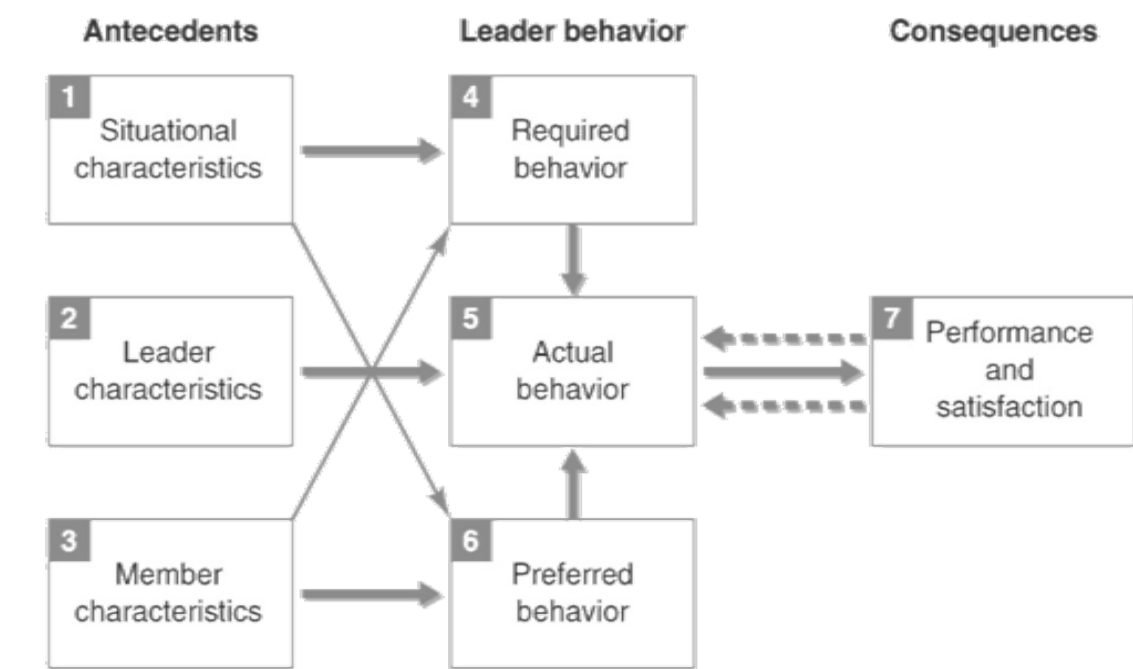 Antecedents
Leader behavior
Consequences
1
Situational
characteristics
4
Required
behavior
2
Leader
characteristics
5
Actual
behavior
7
Performance
and
satisfaction
3
Member
characteristics
6
Preferred
behavior